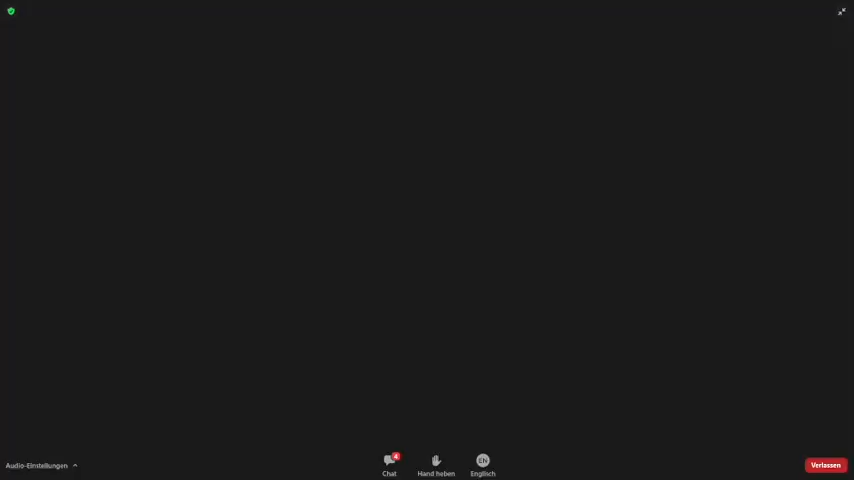 Audio-Einstellungen
4
Chat
Hand heben
EN
Englisch
Verlassen